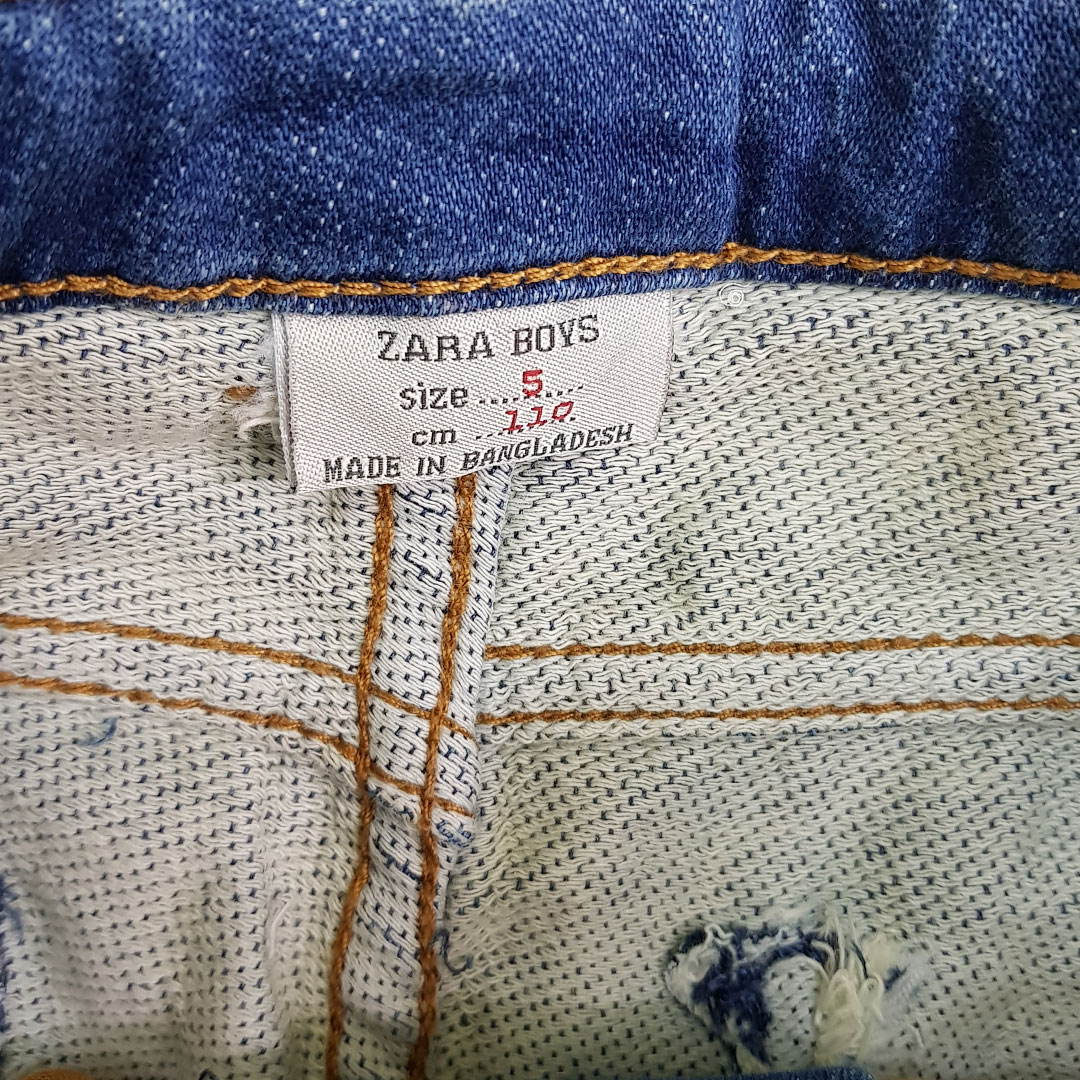 ZARA BOYS
size ....5....
cm ...110.
MADE IN BANGLADESH